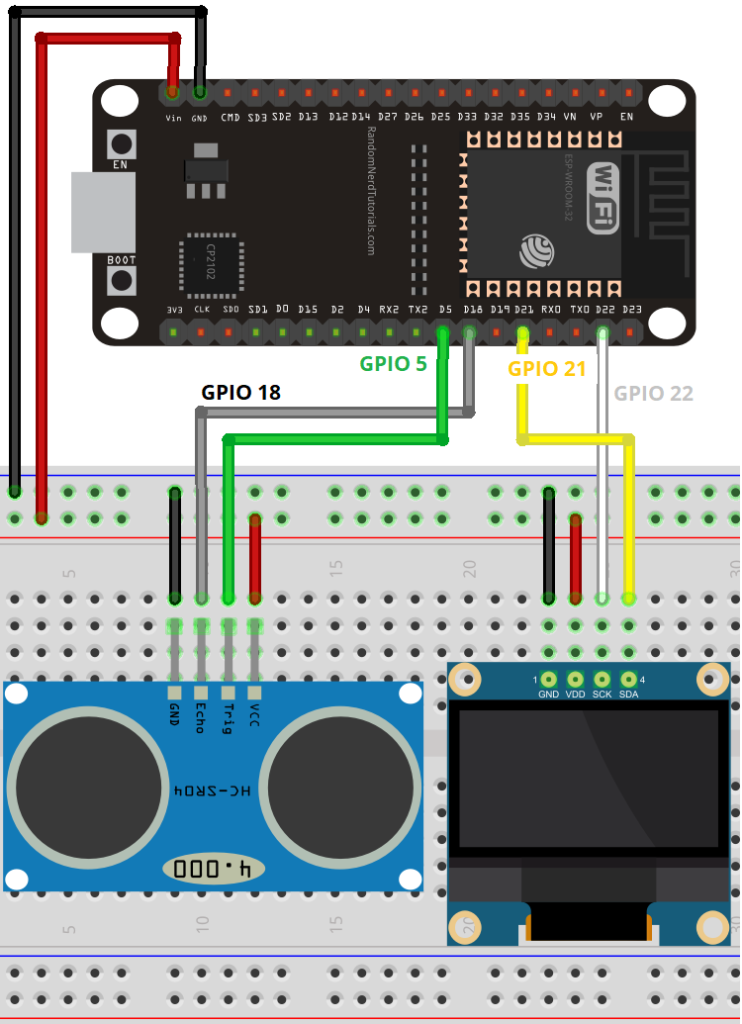 Vin GND CMD SD3 SD2 D13 D12 D14 D27 D26 D25 D33 D32 D35 D34 VN VP EN
EN
RandomNerdTutorials.com
ESP-WROOM-32
WiFi
CP2102
BOOT
3V3 CLK SD0 SD1 D0 D15 D2 D4 RX2 TX2 D5 D18 D19 D21 RX0 TX0 D22 D23
GPIO 5
GPIO 21
GPIO 18
GPIO 22
5 15 20 30
1 4
GND VDD SCK SDA
GND Echo Trig VCC
HC-SR04
4.000
5 10 15 20 30